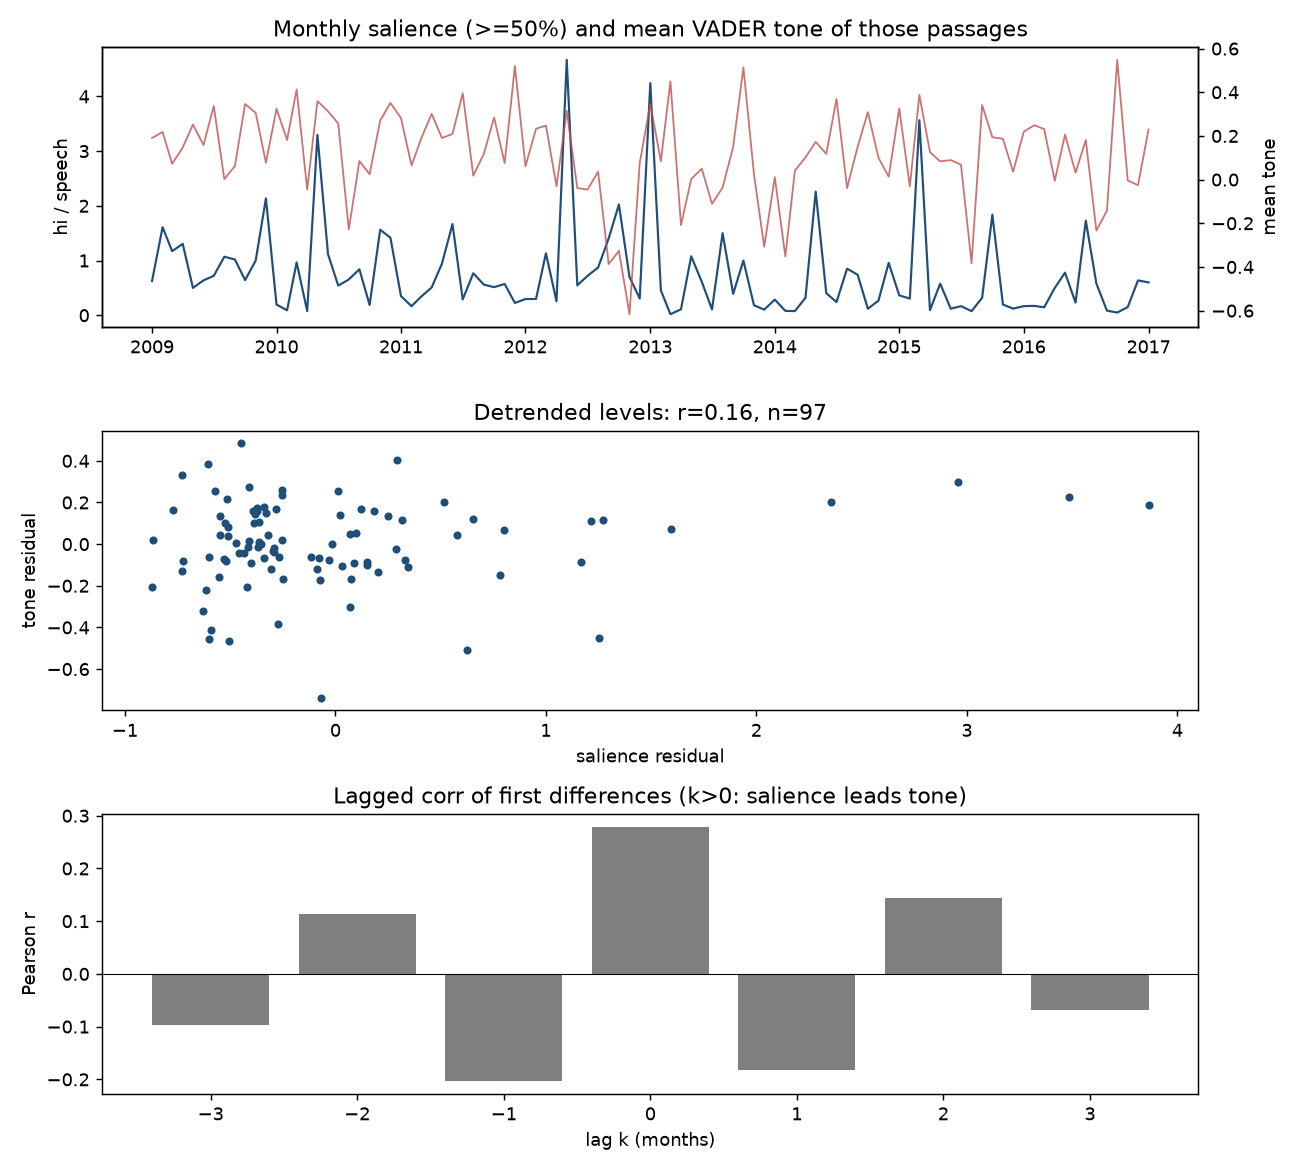 Monthly salience (>=50%) and mean VADER tone of those passages
hi / speech
4
3
2
1
0
0.6
0.4
0.2
0.0
−0.2
−0.4
−0.6
mean tone
2009 2010 2011 2012 2013 2014 2015 2016 2017
Detrended levels: r=0.16, n=97
tone residual
0.4
0.2
0.0
−0.2
−0.4
−0.6
−1 0 1 2 3 4
salience residual
Lagged corr of first differences (k>0: salience leads tone)
Pearson r
0.3
0.2
0.1
0.0
−0.1
−0.2
−3 −2 −1 0 1 2 3
lag k (months)